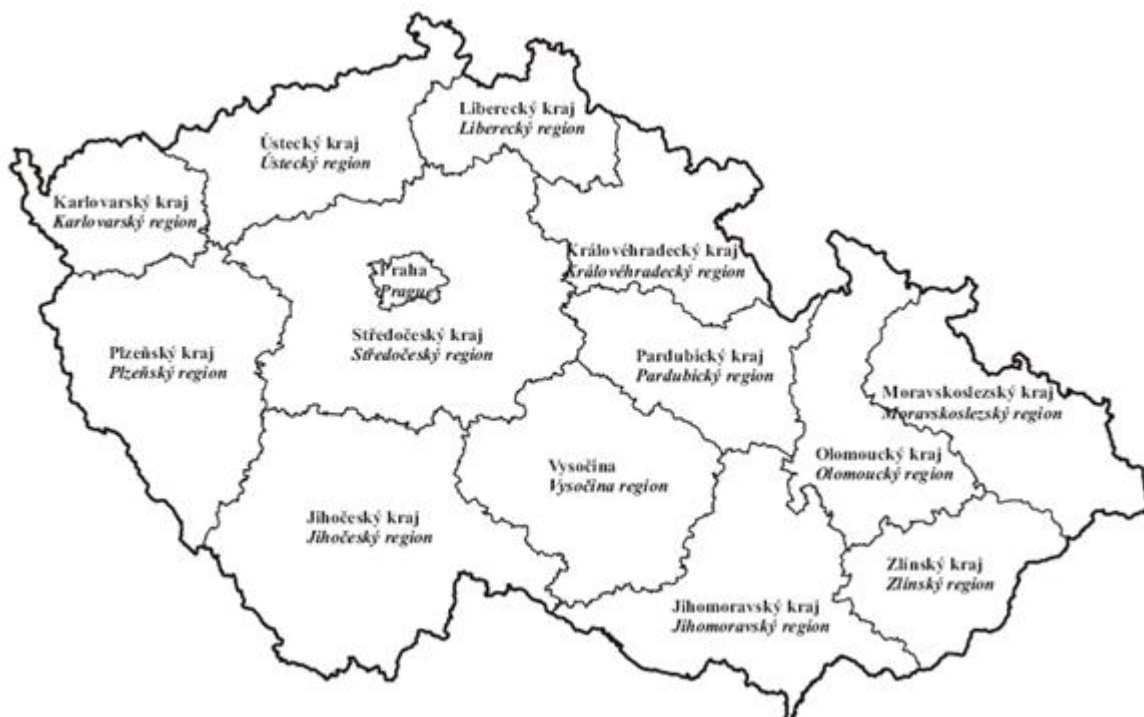 Liberecký kraj
Liberecký region
Ústecký kraj
Ústecký region
Karlovarský kraj
Karlovarský region
Královéhradecký kraj
Královéhradecký region
Praha
Prague
Středočeský kraj
Středočeský region
Plzeňský kraj
Plzeňský region
Pardubický kraj
Pardubický region
Moravskoslezský kraj
Moravskoslezský region
Olomoucký kraj
Olomoucký region
Vysočina
Vysočina region
Jihočeský kraj
Jihočeský region
Zlínský kraj
Zlínský region
Jihomoravský kraj
Jihomoravský region